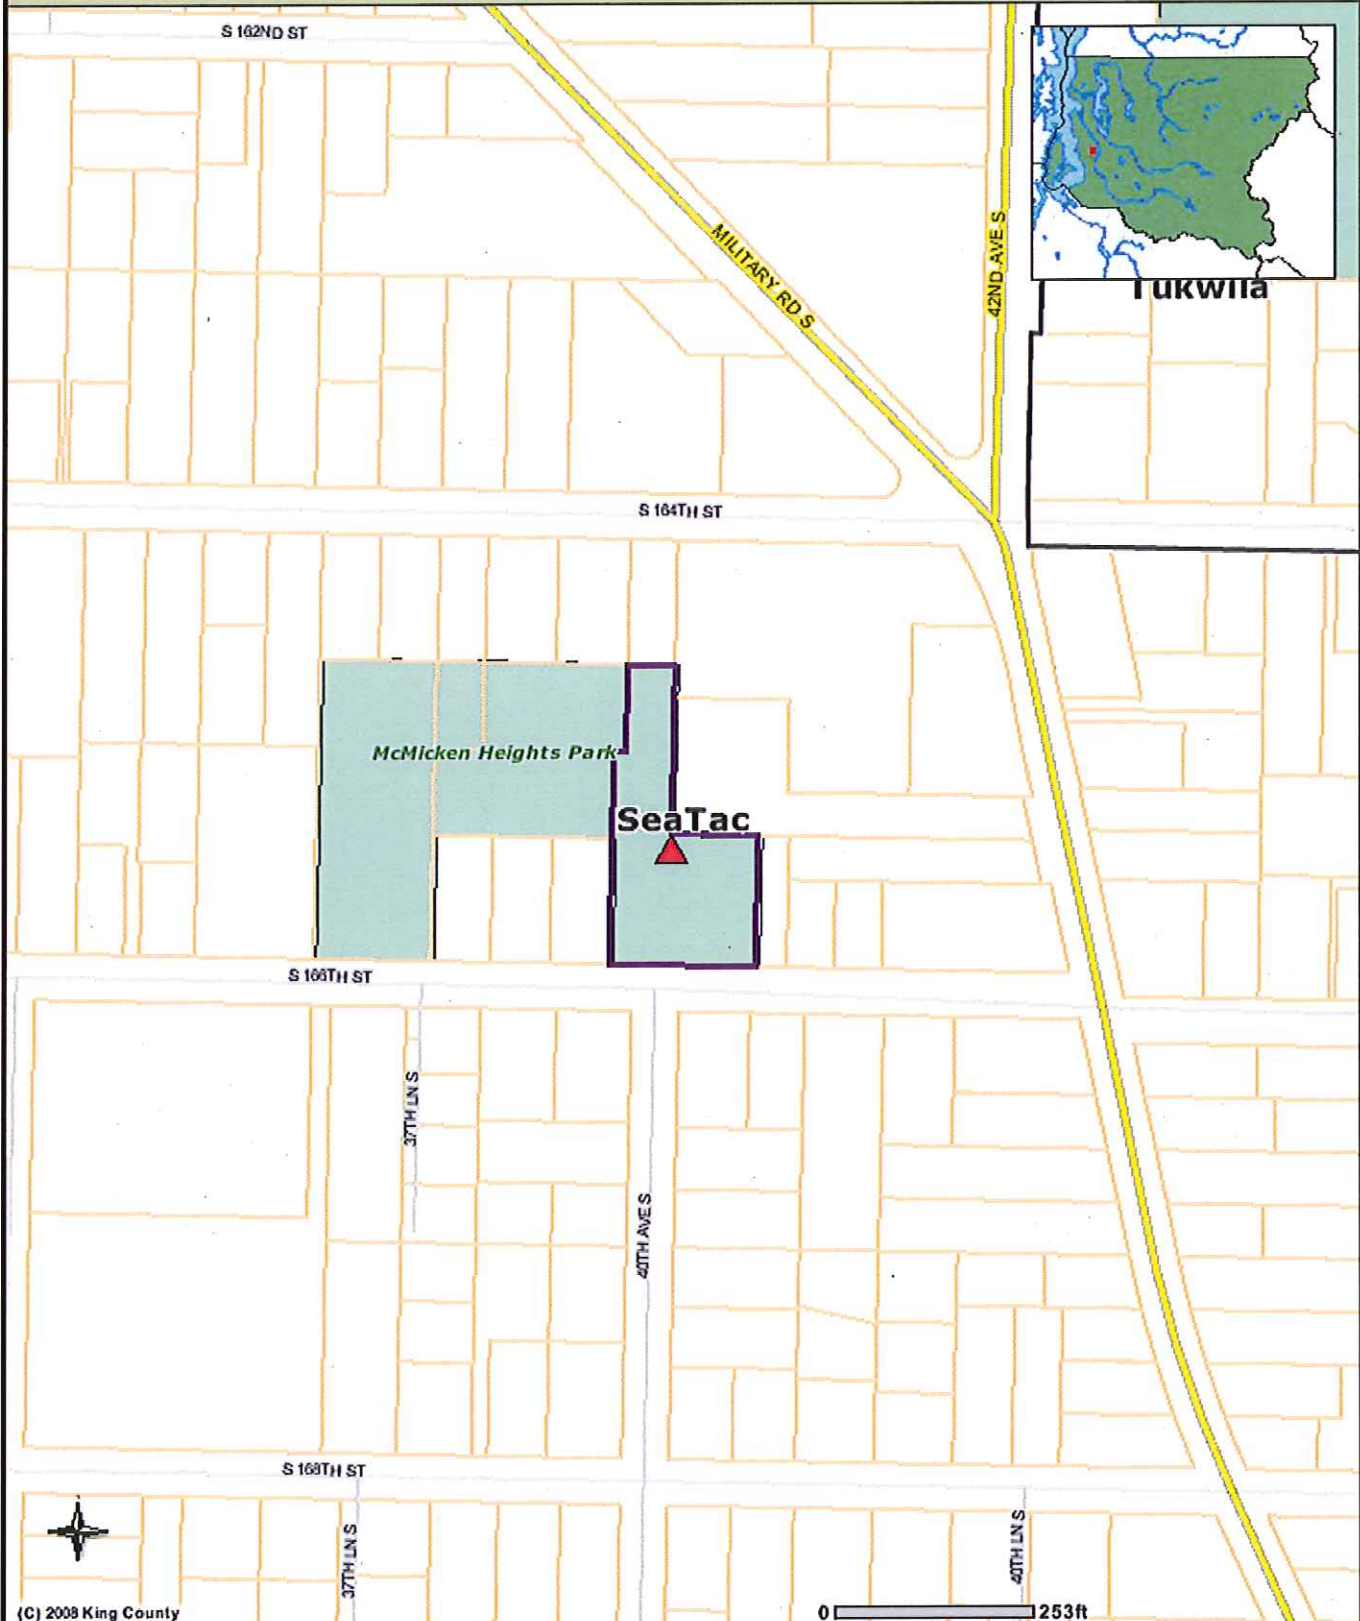 S 162ND ST
MILITARY RD S
42ND AVE S
Tukwila
S 164TH ST
McMicken Heights Park
SeaTac
S 166TH ST
37TH LN S
40TH AVE S
S 168TH ST
37TH LN S
40TH LN S
(C) 2008 King County
0
253ft